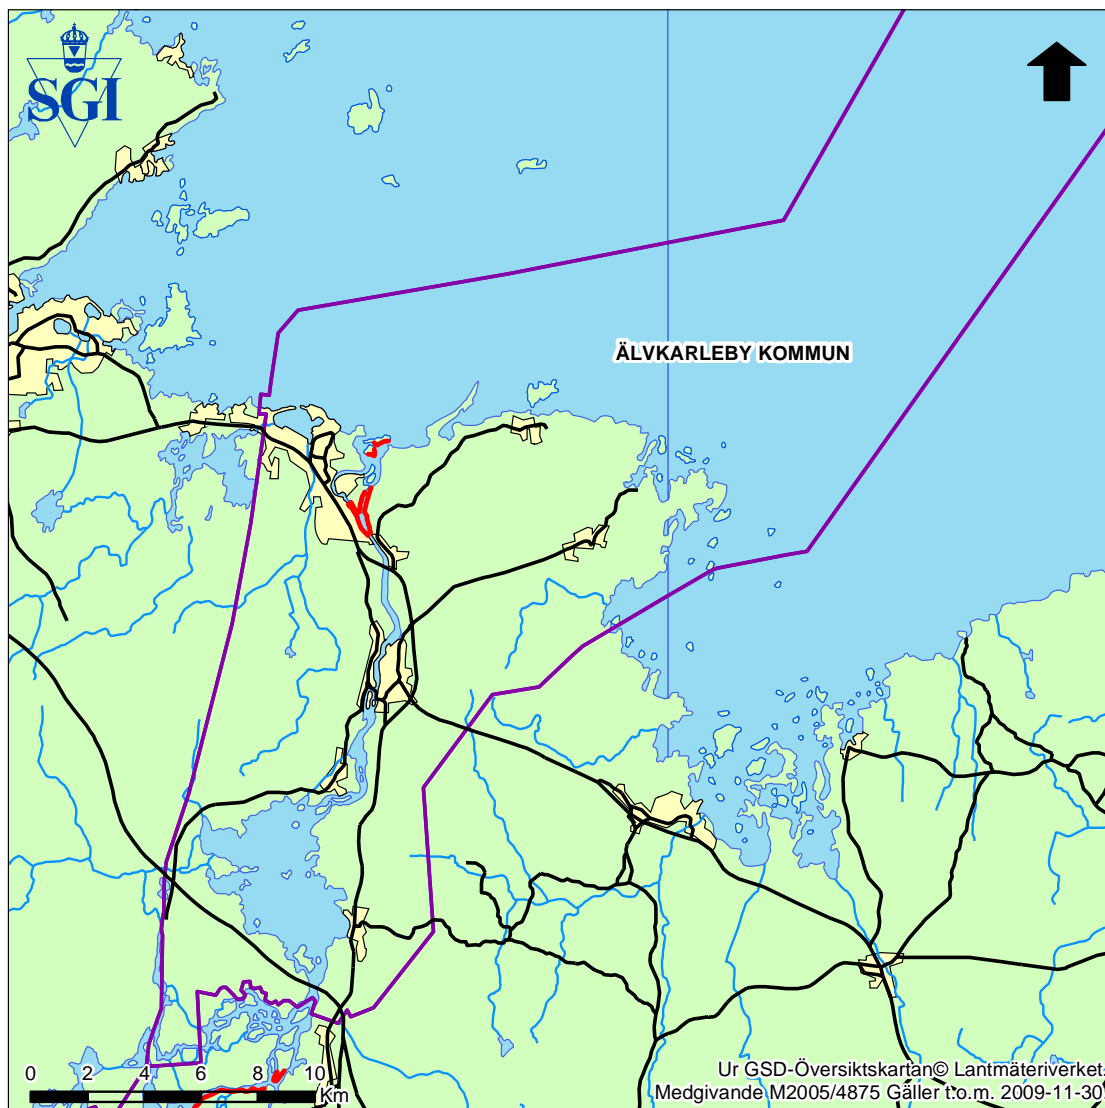 SGI
ÄLVKARLEBY KOMMUN
0 2 4 6 8 10
Km
Ur GSD-Översiktskartan© Lantmäteriverket.
Medgivande M2005/4875 Gäller t.o.m. 2009-11-30